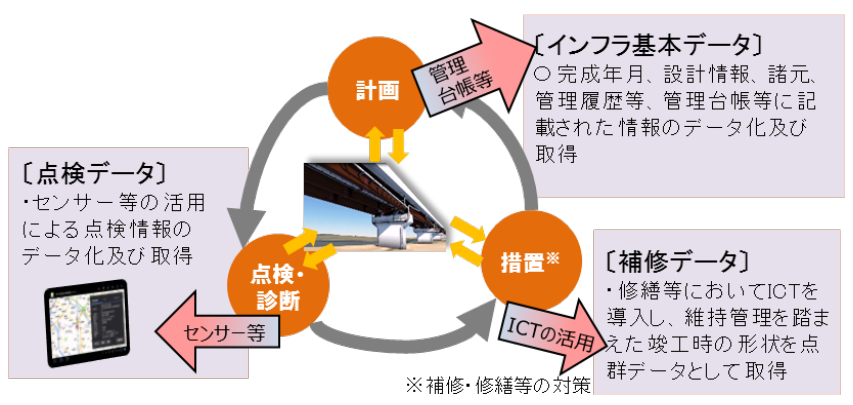 計画
管理
台帳等
〔インフラ基本データ〕
○完成年月、設計情報、諸元、
管理履歴等、管理台帳等に記
載された情報のデータ化及び
取得
〔点検データ〕
・センサー等の活用
による点検情報の
データ化及び取得
点検・
診断
センサー等
措置※
ICTの活用
〔補修データ〕
・修繕等においてICTを
導入し、維持管理を踏ま
えた竣工時の形状を点
群データとして取得
※補修・修繕等の対策